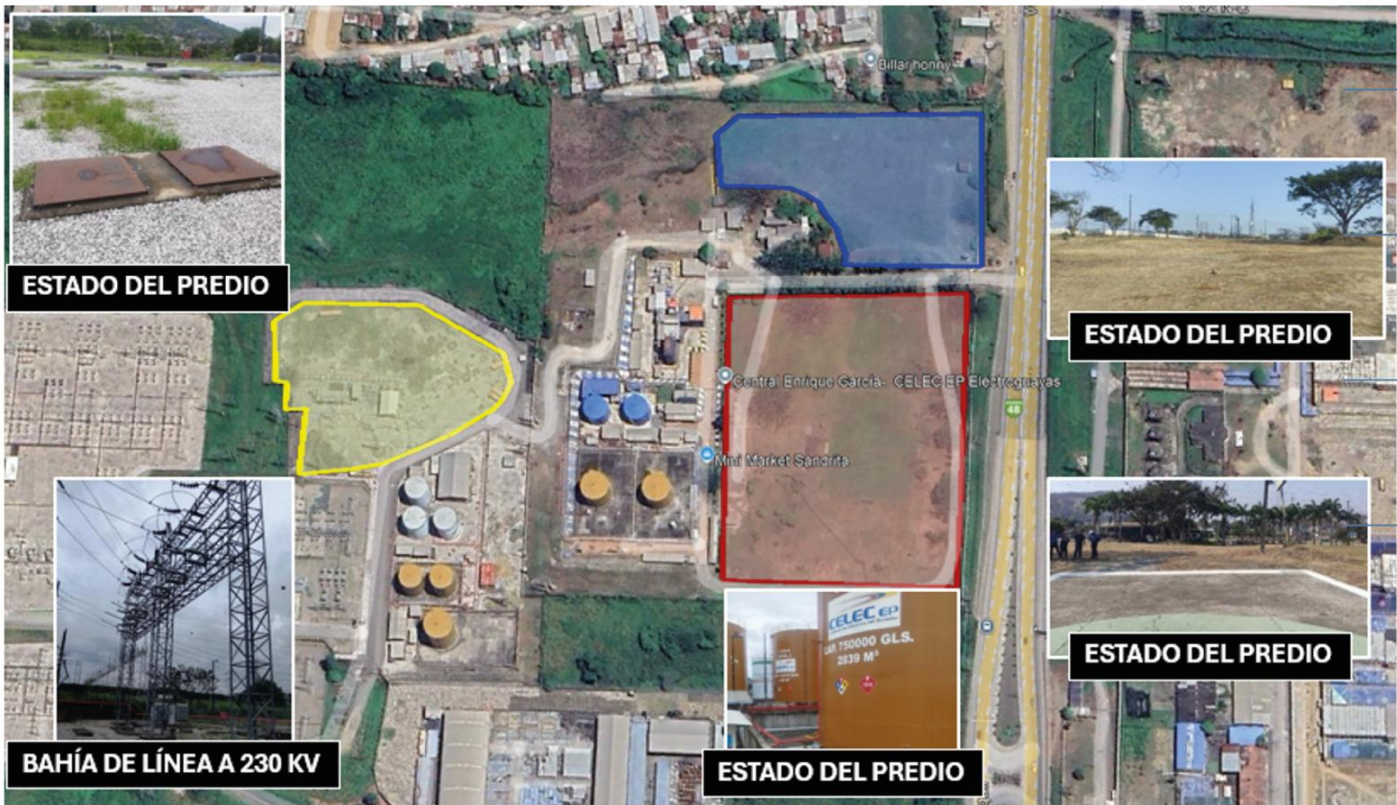 Billar jhonny
ESTADO DEL PREDIO
ESTADO DEL PREDIO
Central Enrique García- CELEC EP Electroguayas
48
Mini Market Sandrita
CELEC EP
CAP. 750000 GLS.
2839 M³
ESTADO DEL PREDIO
BAHÍA DE LÍNEA A 230 KV
ESTADO DEL PREDIO